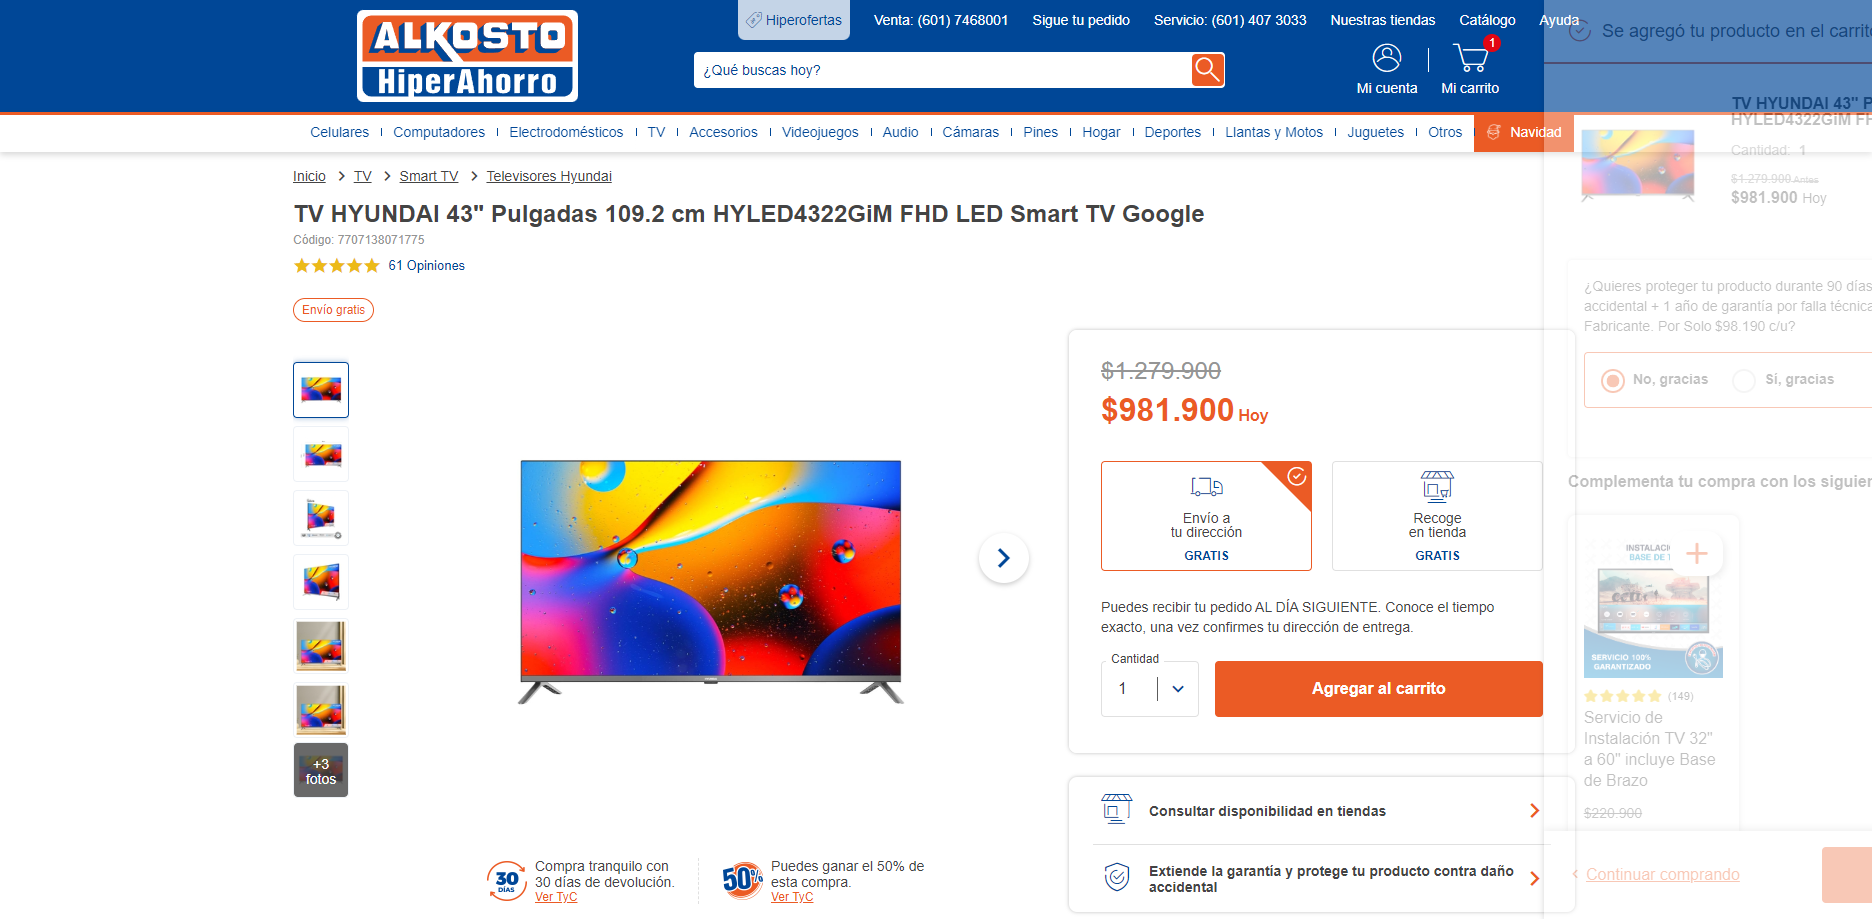 ALKOSTO
HiperAhorro
Hiperofertas
Venta: (601) 7468001
Sigue tu pedido
Servicio: (601) 407 3033
Nuestras tiendas
Catálogo
Ayuda
¿Qué buscas hoy?
Mi cuenta
1
Mi carrito
Celulares
Computadores
Electrodomésticos
TV
Accesorios
Videojuegos
Audio
Cámaras
Pines
Hogar
Deportes
Llantas y Motos
Juguetes
Otros
Navidad
Inicio > TV > Smart TV > Televisores Hyundai
TV HYUNDAI 43" Pulgadas 109.2 cm HYLED4322GiM FHD LED Smart TV Google
Código: 7707138071775
61 Opiniones
Envío gratis
+3
fotos
30
DÍAS
Compra tranquilo con
30 días de devolución.
Ver TyC
50%
Puedes ganar el 50% de
esta compra.
Ver TyC
$1.279.900
$981.900 Hoy
Envío a
tu dirección
GRATIS
Recoge
en tienda
GRATIS
Puedes recibir tu pedido AL DÍA SIGUIENTE. Conoce el tiempo
exacto, una vez confirmes tu dirección de entrega.
Cantidad
1
Agregar al carrito
Consultar disponibilidad en tiendas
Extiende la garantía y protege tu producto contra daño
accidental
Se agregó tu producto en el carrit
TV HYUNDAI 43" P
HYLED4322GiM FH
Cantidad: 1
$1.279.900 Antes
$981.900 Hoy
¿Quieres proteger tu producto durante 90 días
accidental + 1 año de garantía por falla técnica
Fabricante. Por Solo $98.190 c/u?
No, gracias
Sí, gracias
Complementa tu compra con los siguier
INSTALACI
BASE DE T
SERVICIO 100%
GARANTIZADO
(149)
Servicio de
Instalación TV 32"
a 60" incluye Base
de Brazo
$220.900
Continuar comprando